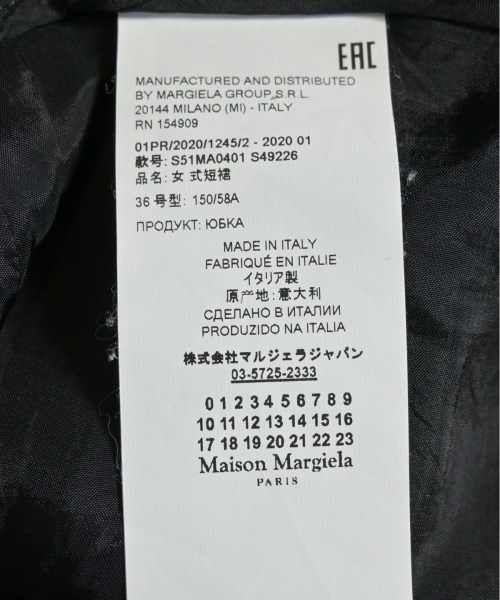 EAC
MANUFACTURED AND DISTRIBUTED
BY MARGIELA GROUP S.R.L.
20144 MILANO (MI) - ITALY
RN 154909
01PR/2020/1245/2 - 2020 01
款号: S51MA0401 S49226
品名: 女 式短裙
36 号型: 150/58A
ПРОДУКТ: ЮБКА
MADE IN ITALY
FABRIQUÉ EN ITALIE
イタリア製
原产地:意大利
СДЕЛАНО В ИТАЛИИ
PRODUZIDO NA ITALIA
株式会社マルジェラジャパン
03-5725-2333
0 1 2 3 4 5 6 7 8 9
10 11 12 13 14 15 16
17 18 19 20 21 22 23
Maison Margiela
PARIS